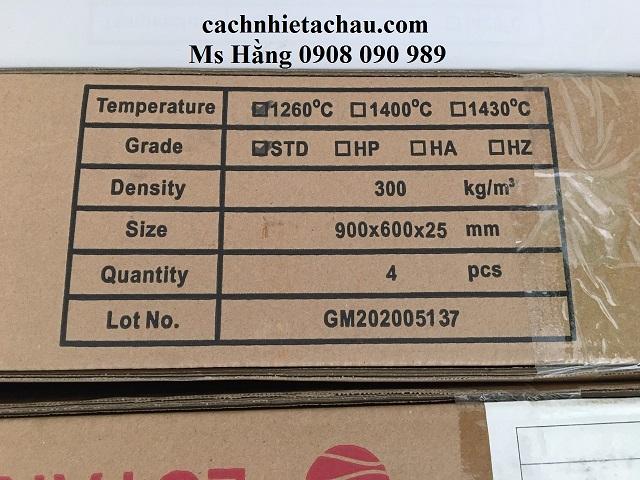 cachnhietachau.com
Ms Hằng 0908 090 989
Temperature ☑1260°C ☐1400°C ☐1430°C
Grade ☑STD ☐HP ☐HA ☐HZ
Density 300 kg/m³
Size 900x600x25 mm
Quantity 4 pcs
Lot No. GM202005137